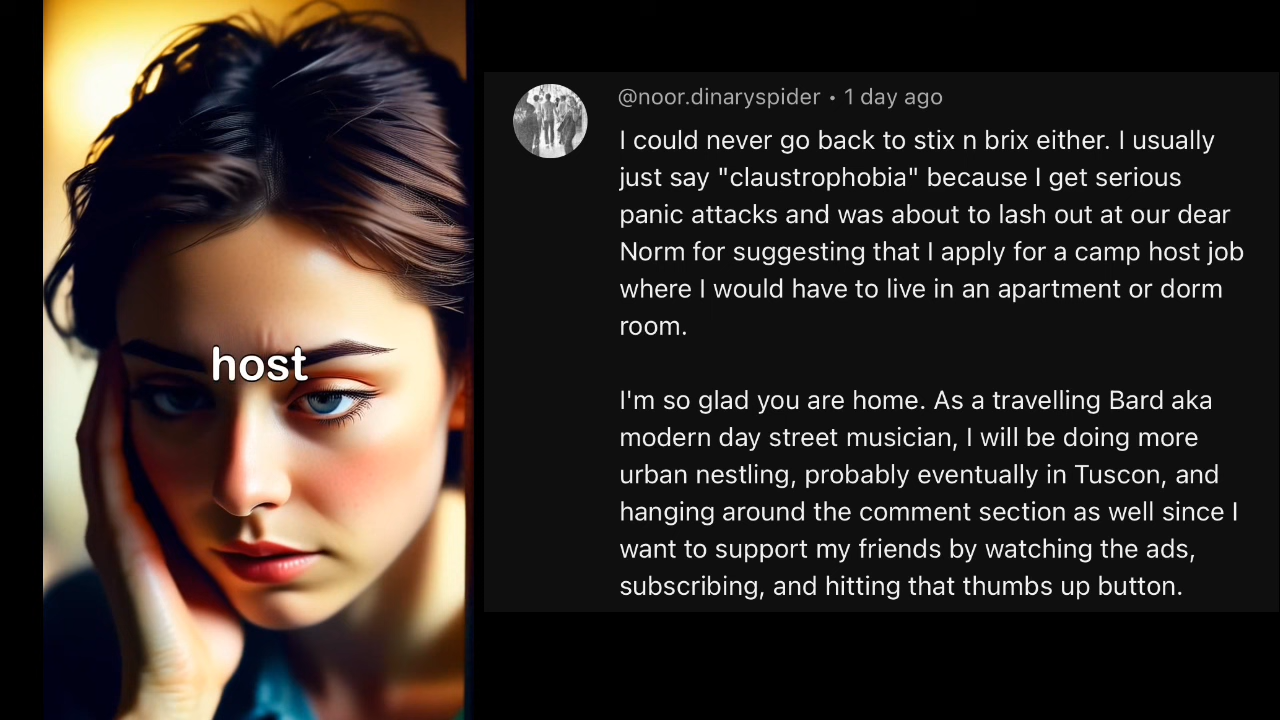 host
@noor.dinaryspider • 1 day ago
I could never go back to stix n brix either. I usually
just say "claustrophobia" because I get serious
panic attacks and was about to lash out at our dear
Norm for suggesting that I apply for a camp host job
where I would have to live in an apartment or dorm
room.
I'm so glad you are home. As a travelling Bard aka
modern day street musician, I will be doing more
urban nestling, probably eventually in Tuscon, and
hanging around the comment section as well since I
want to support my friends by watching the ads,
subscribing, and hitting that thumbs up button.